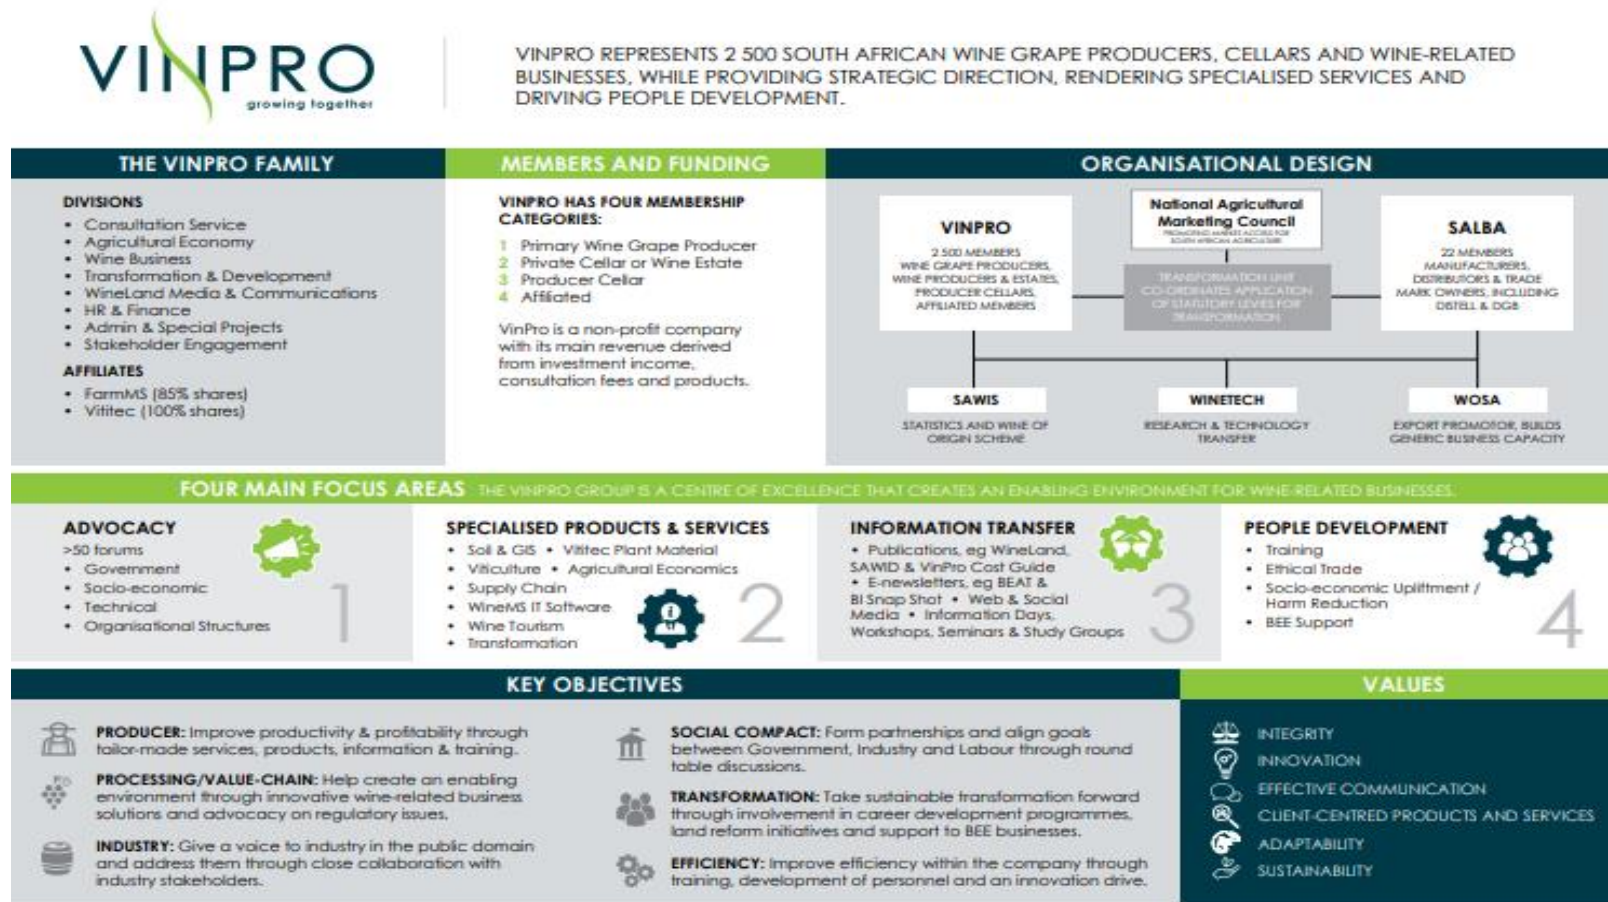 VINPRO
growing together
VINPRO REPRESENTS 2 500 SOUTH AFRICAN WINE GRAPE PRODUCERS, CELLARS AND WINE-RELATED
BUSINESSES, WHILE PROVIDING STRATEGIC DIRECTION, RENDERING SPECIALISED SERVICES AND
DRIVING PEOPLE DEVELOPMENT.
THE VINPRO FAMILY
DIVISIONS
• Consultation Service
• Agricultural Economy
• Wine Business
• Transformation & Development
• WineLand Media & Communications
• HR & Finance
• Admin & Special Projects
• Stakeholder Engagement
AFFILIATES
• FarmMS (85% shares)
• Vititec (100% shares)
MEMBERS AND FUNDING
VINPRO HAS FOUR MEMBERSHIP
CATEGORIES:
1 Primary Wine Grape Producer
2 Private Cellar or Wine Estate
3 Producer Cellar
4 Affiliated
VinPro is a non-profit company
with its main revenue derived
from investment income,
consultation fees and products.
ORGANISATIONAL DESIGN
VINPRO
2 500 MEMBERS
WINE GRAPE PRODUCERS,
WINE PRODUCERS & ESTATES,
PRODUCER CELLARS,
AFFILIATED MEMBERS
National Agricultural
Marketing Council
PROMOTING MARKET ACCESS FOR
SOUTH AFRICAN AGRICULTURE
TRANSFORMATION UNIT
CO-ORDINATES APPLICATION
OF STATUTORY LEVIES FOR
TRANSFORMATION
SALBA
22 MEMBERS
MANUFACTURERS,
DISTRIBUTORS & TRADE
MARK OWNERS, INCLUDING
DISTELL & DGB
SAWIS
STATISTICS AND WINE OF
ORIGIN SCHEME
WINETECH
RESEARCH & TECHNOLOGY
TRANSFER
WOSA
EXPORT PROMOTOR, BUILDS
GENERIC BUSINESS CAPACITY
FOUR MAIN FOCUS AREAS THE VINPRO GROUP IS A CENTRE OF EXCELLENCE THAT CREATES AN ENABLING ENVIRONMENT FOR WINE-RELATED BUSINESSES.
ADVOCACY
>50 forums
• Government
• Socio-economic
• Technical
• Organisational Structures
1
SPECIALISED PRODUCTS & SERVICES
• Soil & GIS • Vititec Plant Material
• Viticulture • Agricultural Economics
• Supply Chain
• WineMS IT Software
• Wine Tourism
• Transformation
2
INFORMATION TRANSFER
• Publications, eg WineLand,
SAWID & VinPro Cost Guide
• E-newsletters, eg BEAT &
BI Snap Shot • Web & Social
Media • Information Days,
Workshops, Seminars & Study Groups
3
PEOPLE DEVELOPMENT
• Training
• Ethical Trade
• Socio-economic Upliftment /
Harm Reduction
• BEE Support
4
KEY OBJECTIVES
PRODUCER: Improve productivity & profitability through
tailor-made services, products, information & training.
PROCESSING/VALUE-CHAIN: Help create an enabling
environment through innovative wine-related business
solutions and advocacy on regulatory issues.
INDUSTRY: Give a voice to industry in the public domain
and address them through close collaboration with
industry stakeholders.
SOCIAL COMPACT: Form partnerships and align goals
between Government, Industry and Labour through round
table discussions.
TRANSFORMATION: Take sustainable transformation forward
through involvement in career development programmes,
land reform initiatives and support to BEE businesses.
EFFICIENCY: Improve efficiency within the company through
training, development of personnel and an innovation drive.
VALUES
INTEGRITY
INNOVATION
EFFECTIVE COMMUNICATION
CLIENT-CENTRED PRODUCTS AND SERVICES
ADAPTABILITY
SUSTAINABILITY